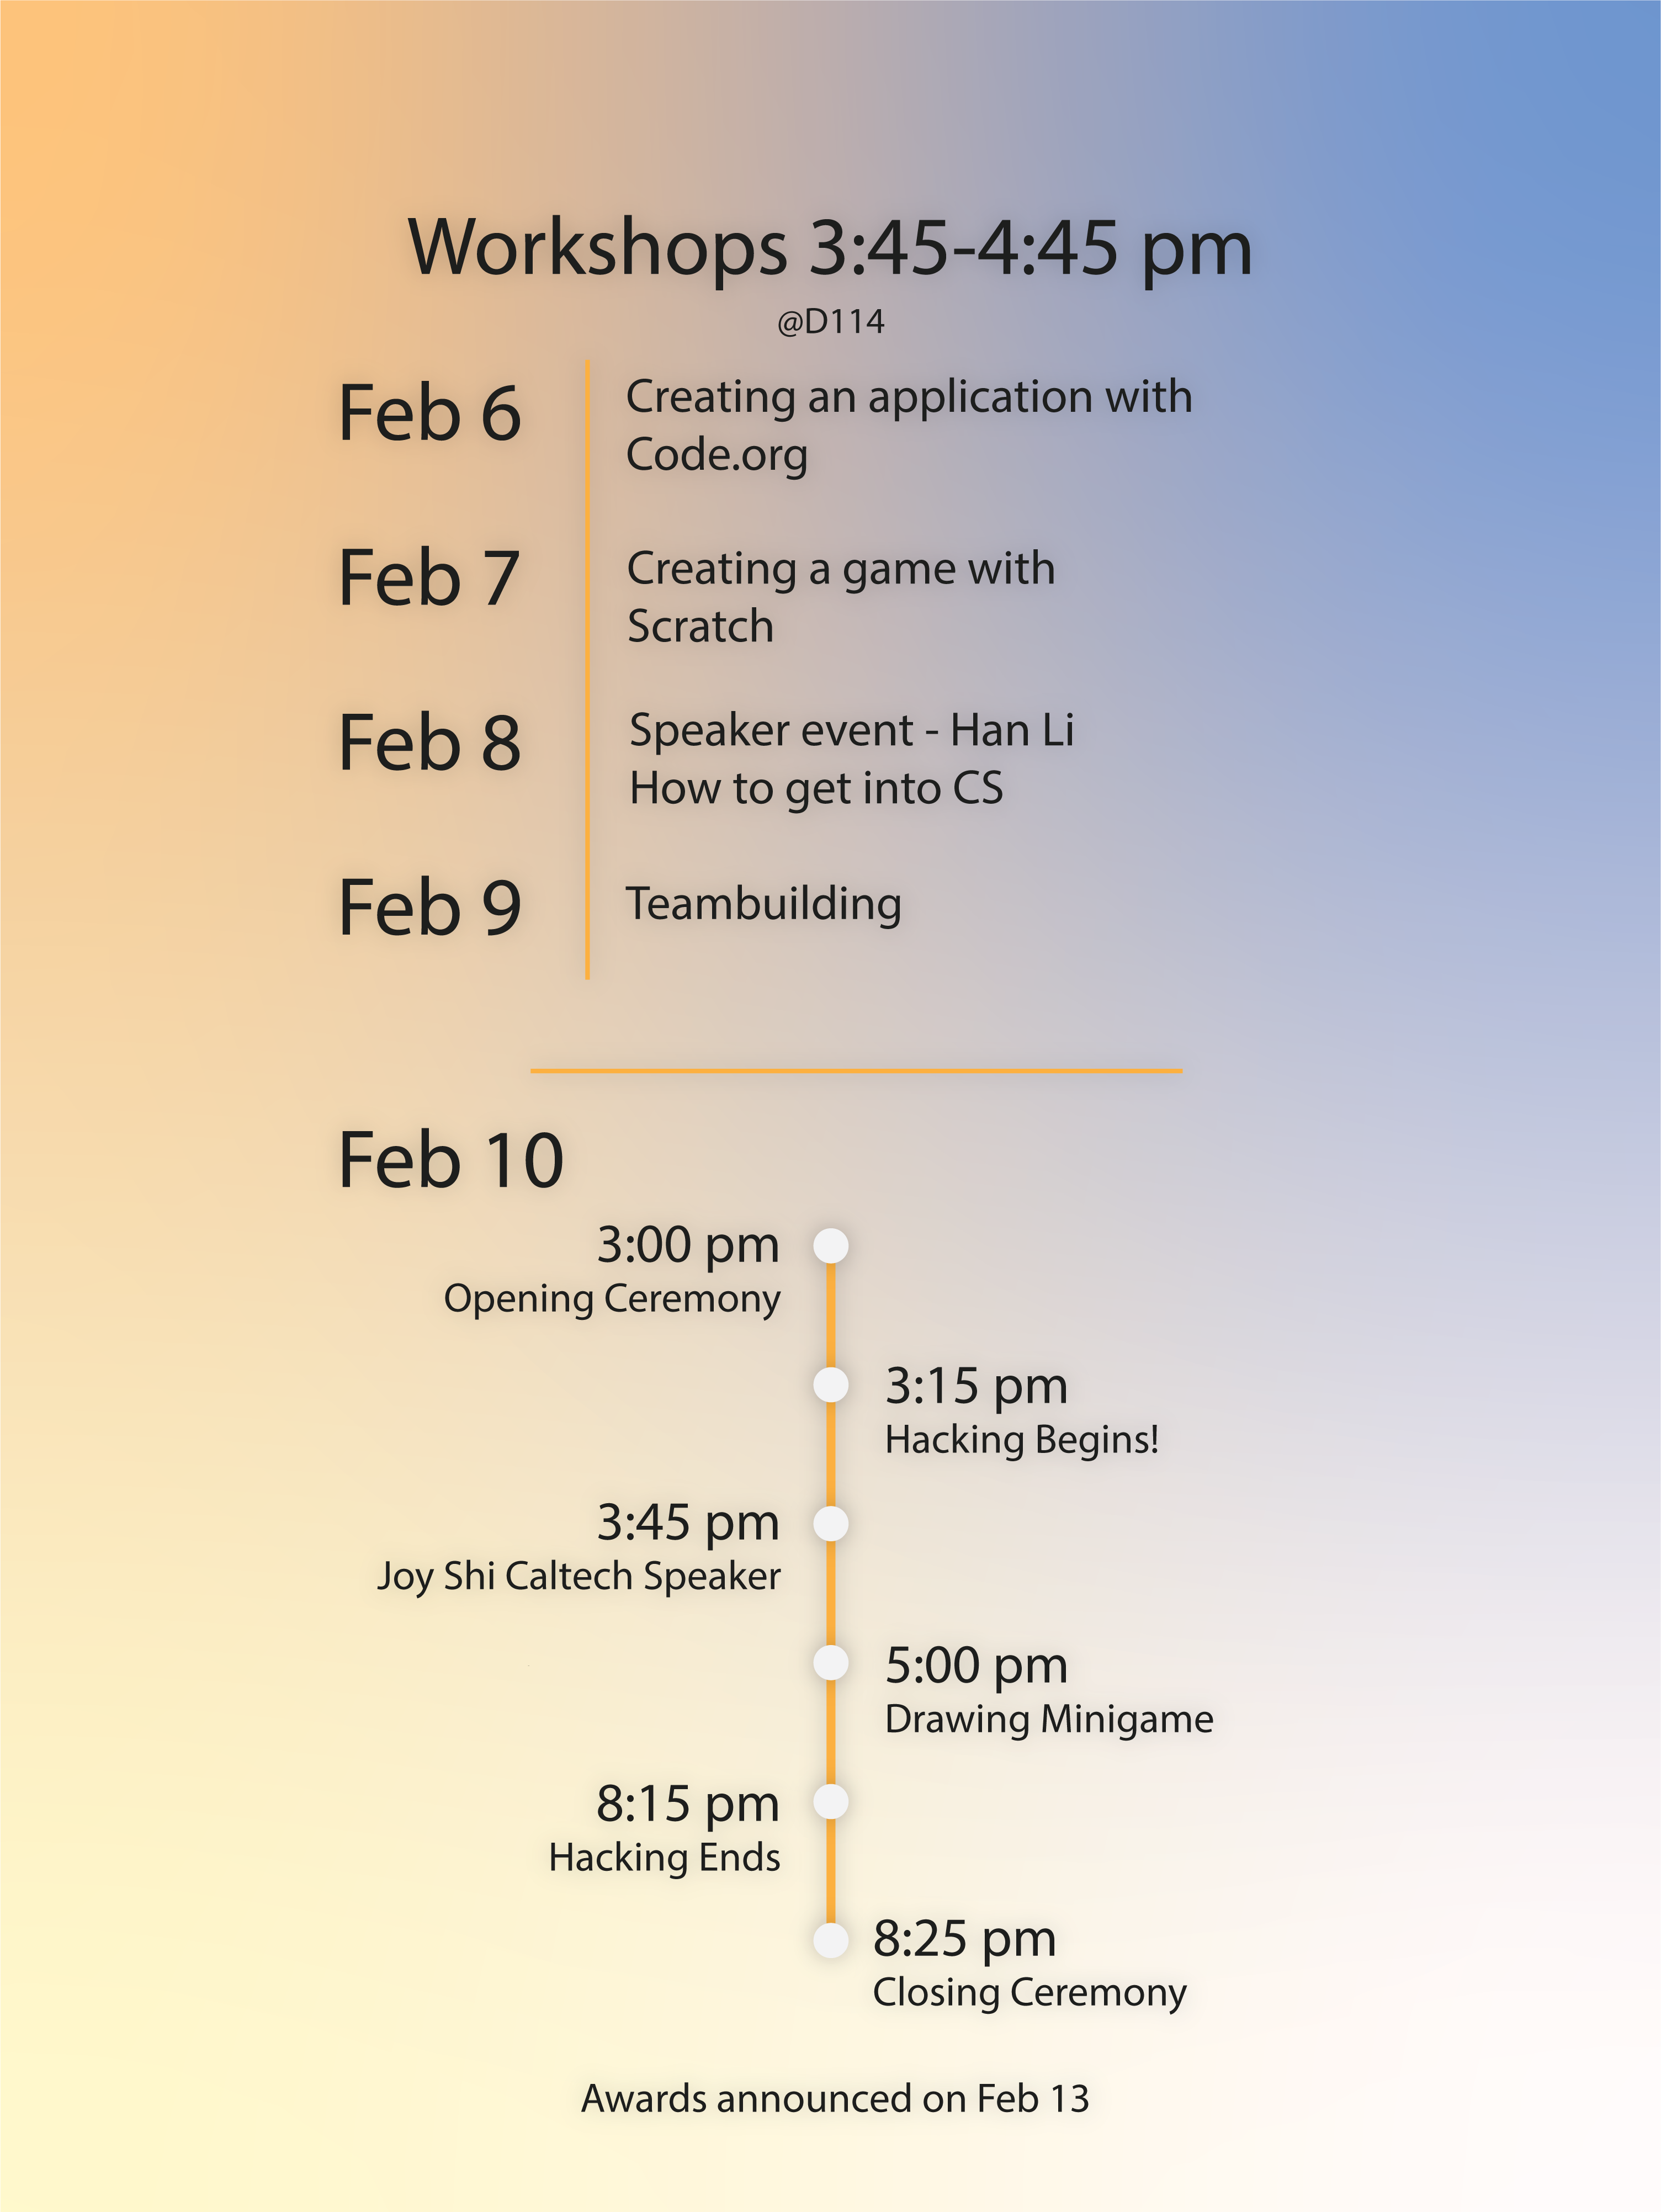 Workshops 3:45-4:45 pm
@D114
Feb 6
Creating an application with
Code.org
Feb 7
Creating a game with
Scratch
Feb 8
Speaker event - Han Li
How to get into CS
Feb 9
Teambuilding
Feb 10
3:00 pm
Opening Ceremony
3:15 pm
Hacking Begins!
3:45 pm
Joy Shi Caltech Speaker
5:00 pm
Drawing Minigame
8:15 pm
Hacking Ends
8:25 pm
Closing Ceremony
Awards announced on Feb 13